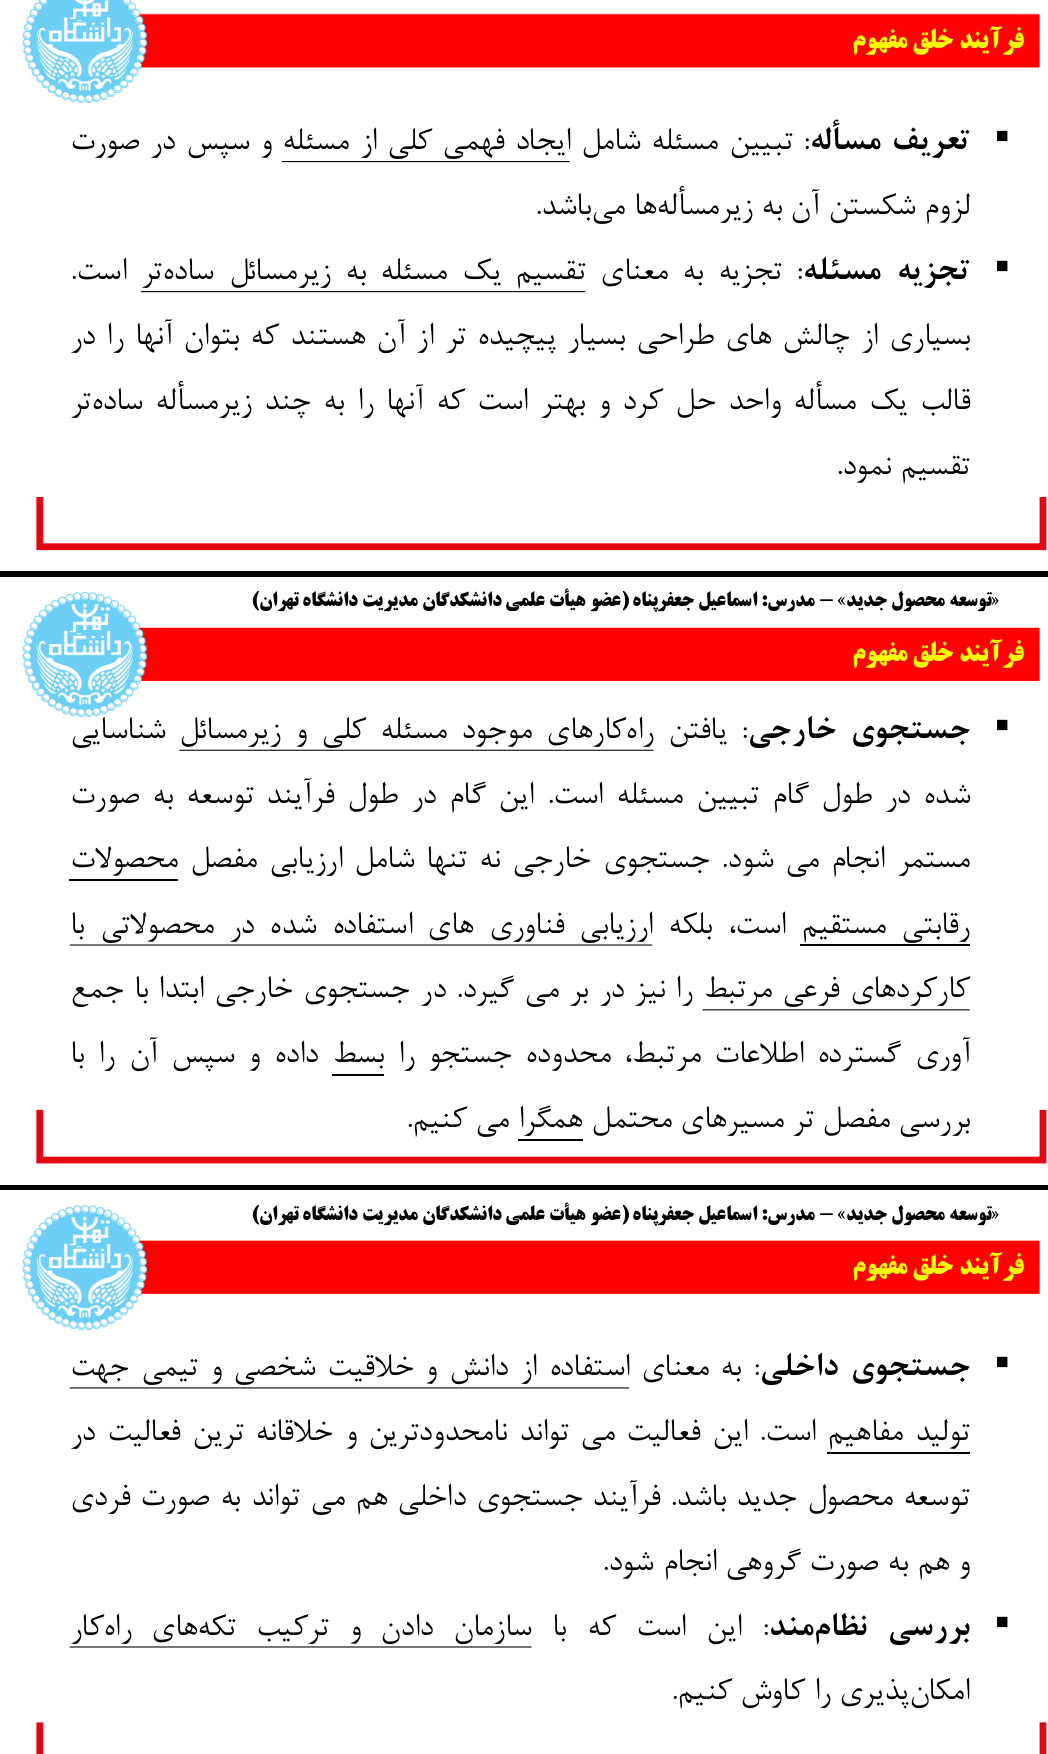 تهران
دانشگاه
فرآیند خلق مفهوم
▪ تعریف مسأله: تبیین مسئله شامل ایجاد فهمی کلی از مسئله و سپس در صورت
لزوم شکستن آن به زیرمسأله‌ها می‌باشد.
▪ تجزیه مسئله: تجزیه به معنای تقسیم یک مسئله به زیرمسائل ساده‌تر است.
بسیاری از چالش های طراحی بسیار پیچیده تر از آن هستند که بتوان آنها را در
قالب یک مسأله واحد حل کرد و بهتر است که آنها را به چند زیرمسأله ساده‌تر
تقسیم نمود.
«توسعه محصول جدید» – مدرس: اسماعیل جعفرپناه (عضو هیأت علمی دانشکدگان مدیریت دانشگاه تهران)
تهران
دانشگاه
فرآیند خلق مفهوم
▪ جستجوی خارجی: یافتن راه‌کارهای موجود مسئله کلی و زیرمسائل شناسایی
شده در طول گام تبیین مسئله است. این گام در طول فرآیند توسعه به صورت
مستمر انجام می شود. جستجوی خارجی نه تنها شامل ارزیابی مفصل محصولات
رقابتی مستقیم است، بلکه ارزیابی فناوری های استفاده شده در محصولاتی با
کارکردهای فرعی مرتبط را نیز در بر می گیرد. در جستجوی خارجی ابتدا با جمع
آوری گسترده اطلاعات مرتبط، محدوده جستجو را بسط داده و سپس آن را با
بررسی مفصل تر مسیرهای محتمل همگرا می کنیم.
«توسعه محصول جدید» – مدرس: اسماعیل جعفرپناه (عضو هیأت علمی دانشکدگان مدیریت دانشگاه تهران)
تهران
دانشگاه
فرآیند خلق مفهوم
▪ جستجوی داخلی: به معنای استفاده از دانش و خلاقیت شخصی و تیمی جهت
تولید مفاهیم است. این فعالیت می تواند نامحدودترین و خلاقانه ترین فعالیت در
توسعه محصول جدید باشد. فرآیند جستجوی داخلی هم می تواند به صورت فردی
و هم به صورت گروهی انجام شود.
▪ بررسی نظام‌مند: این است که با سازمان دادن و ترکیب تکه‌های راه‌کار
امکان‌پذیری را کاوش کنیم.